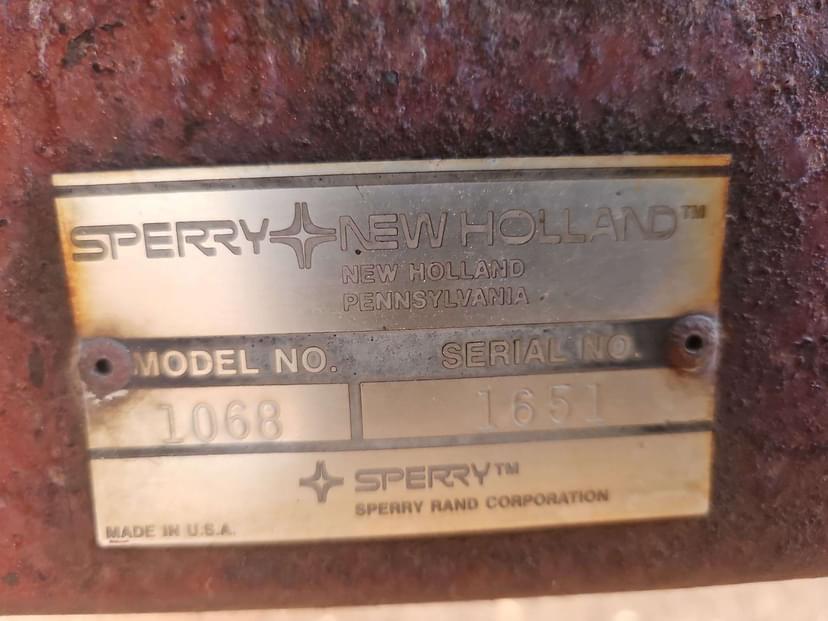 SPERRY NEW HOLLAND™
NEW HOLLAND
PENNSYLVANIA
MODEL NO. SERIAL NO.
1068 1651
SPERRY™
SPERRY RAND CORPORATION
MADE IN U.S.A.